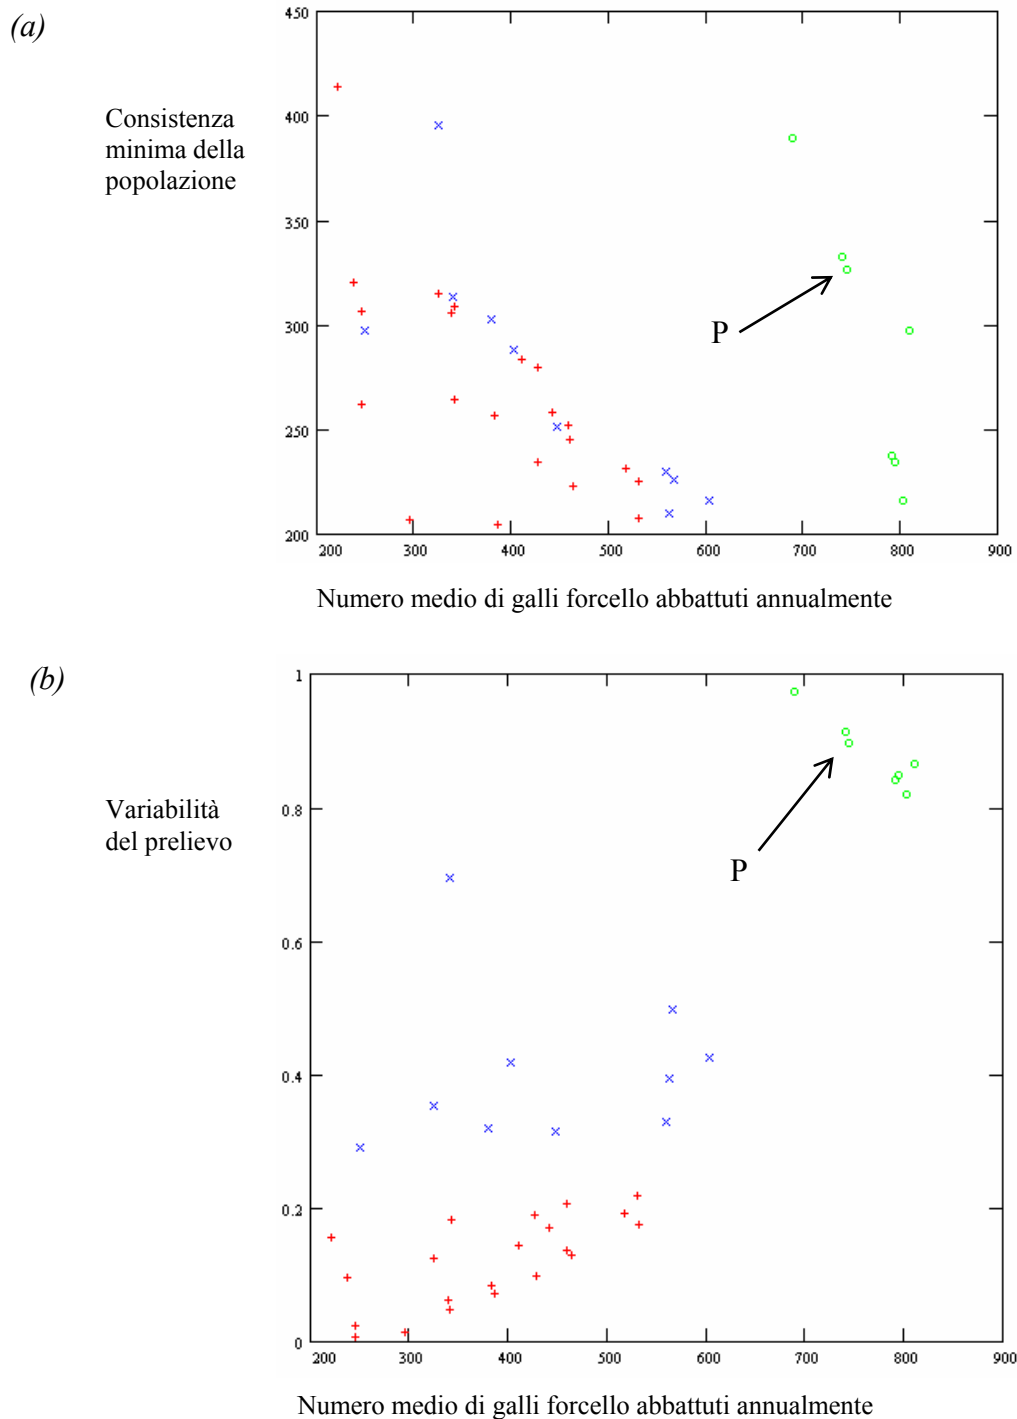 (a)
450
400
350
300
250
200
Consistenza
minima della
popolazione
P
200 300 400 500 600 700 800 900
Numero medio di galli forcello abbattuti annualmente
(b)
1
0.8
0.6
0.4
0.2
0
Variabilità
del prelievo
P
200 300 400 500 600 700 800 900
Numero medio di galli forcello abbattuti annualmente